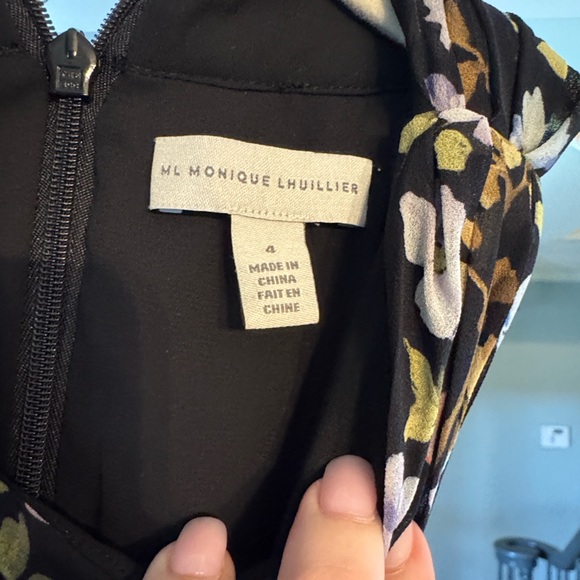 ML MONIQUE LHUILLIER
4
MADE IN
CHINA
FAIT EN
CHINE